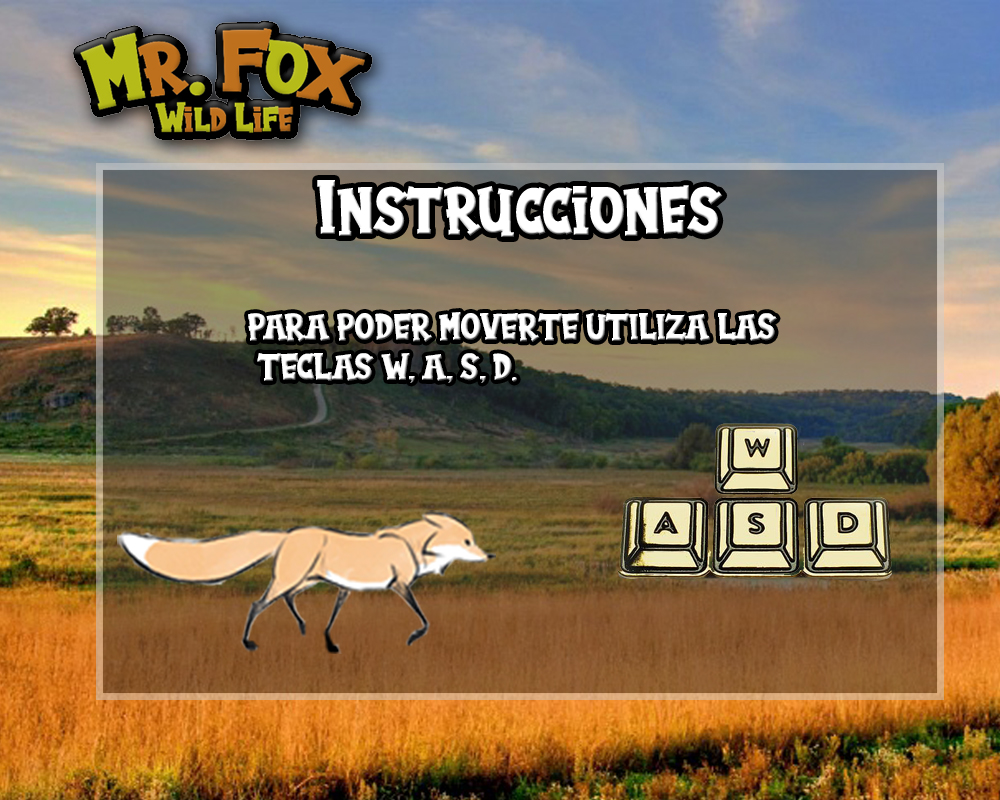 MR. FOX
WILD LIFE
INSTRUCCIONES
PARA PODER MOVERTE UTILIZA LAS
TECLAS W, A, S, D.
W
A S D